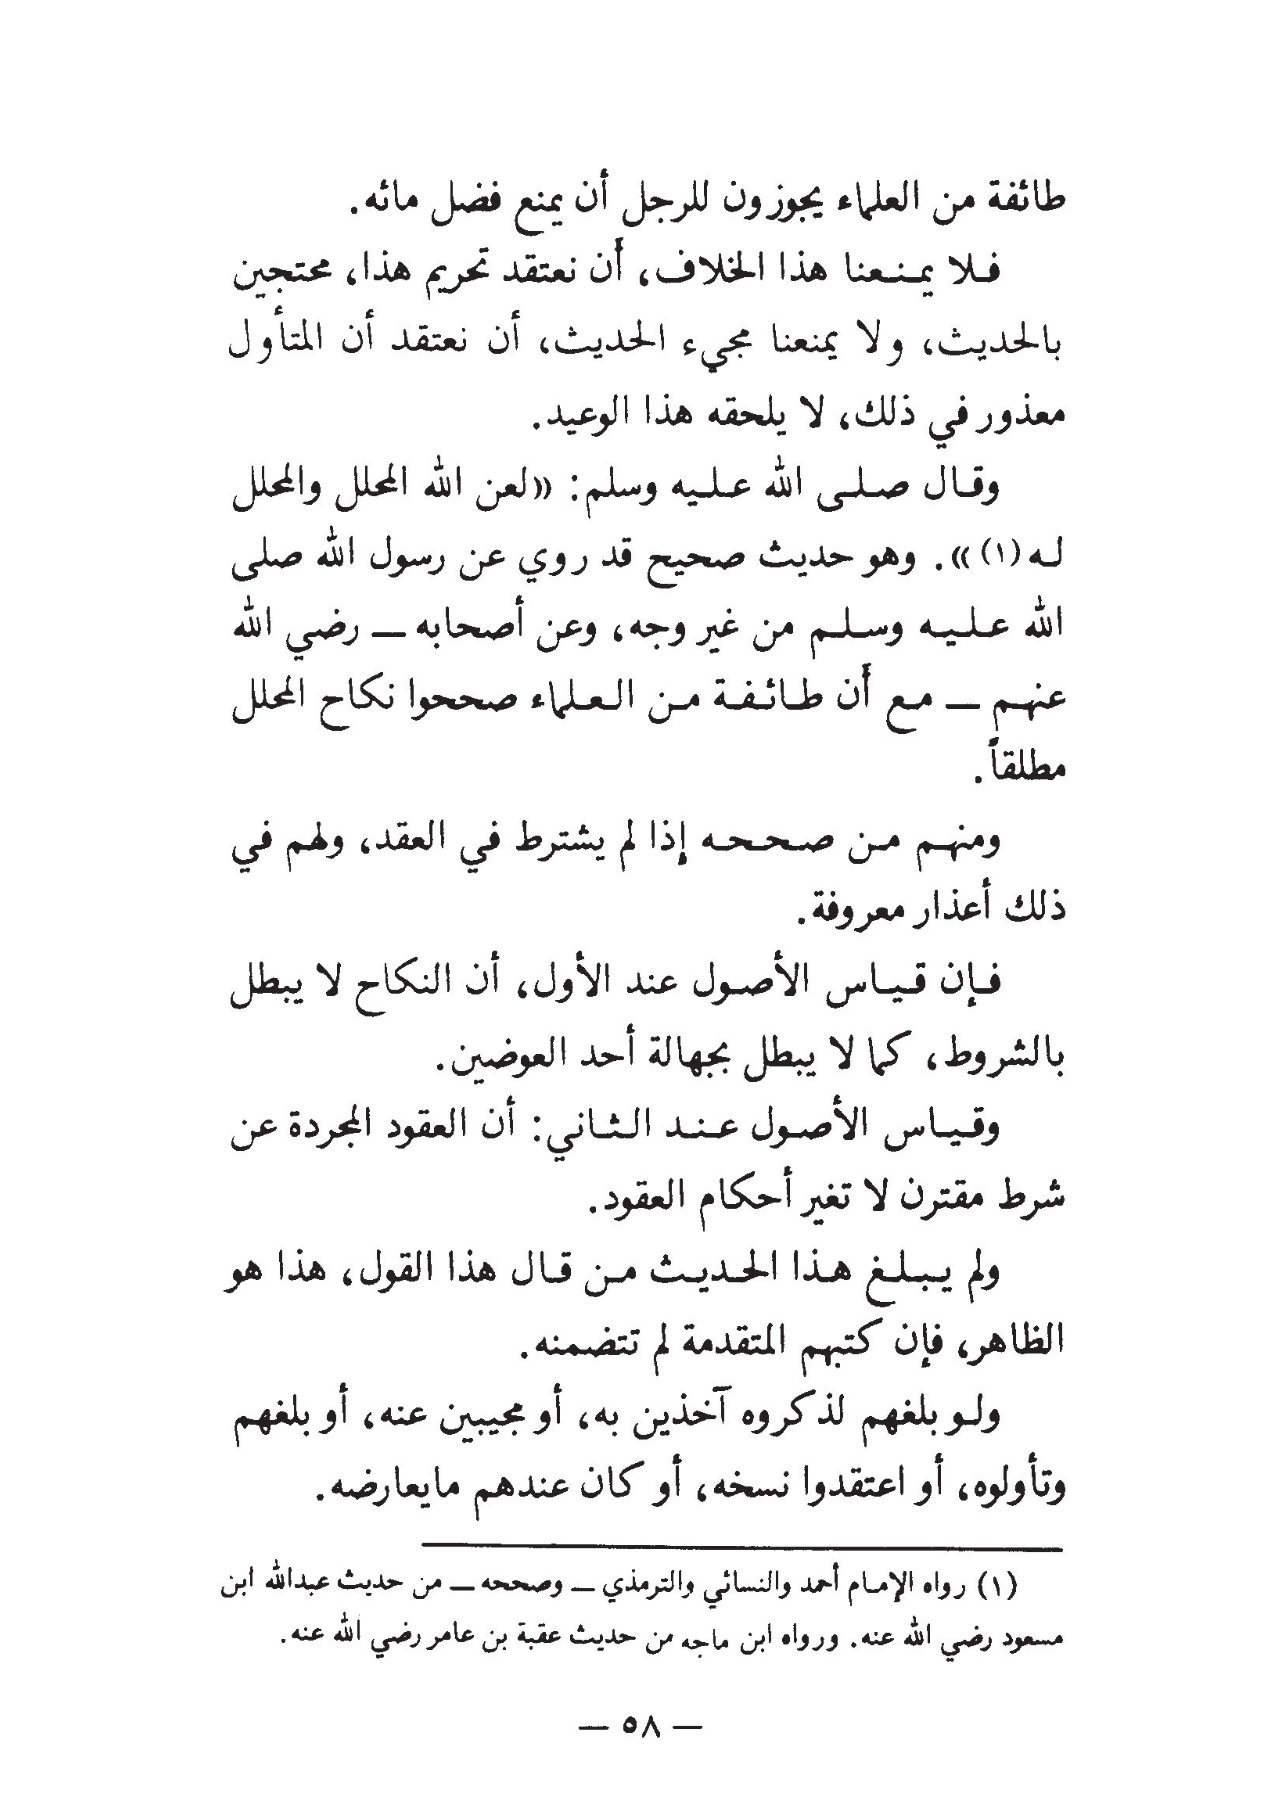 طائفة من العلماء يجوزون للرجل أن يمنع فضل مائه.
فلا يمنعنا هذا الخلاف، أن نعتقد تحريم هذا، محتجين
بالحديث، ولا يمنعنا مجيء الحديث، أن نعتقد أن المتأول
معذور في ذلك، لا يلحقه هذا الوعيد.
وقال صلى الله عليه وسلم: «لعن الله المحلل والمحلل
له (١)». وهو حديث صحيح قد روي عن رسول الله صلى
الله عليه وسلم من غير وجه، وعن أصحابه — رضي الله
عنهم — مع أن طائفة من العلماء صححوا نكاح المحلل
مطلقاً.
ومنهم من صححه إذا لم يشترط في العقد، ولهم في
ذلك أعذار معروفة.
فإن قياس الأصول عند الأول، أن النكاح لا يبطل
بالشروط، كما لا يبطل بجهالة أحد العوضين.
وقياس الأصول عند الثاني: أن العقود المجردة عن
شرط مقترن لا تغير أحكام العقود.
ولم يبلغ هذا الحديث من قال هذا القول، هذا هو
الظاهر، فإن كتبهم المتقدمة لم تتضمنه.
ولو بلغهم لذكروه آخذين به، أو مجيبين عنه، أو بلغهم
وتأولوه، أو اعتقدوا نسخه، أو كان عندهم مايعارضه.
(١) رواه الإمام أحمد والنسائي والترمذي — وصححه — من حديث عبدالله ابن
مسعود رضي الله عنه. ورواه ابن ماجه من حديث عقبة بن عامر رضي الله عنه.
— ٥٨ —